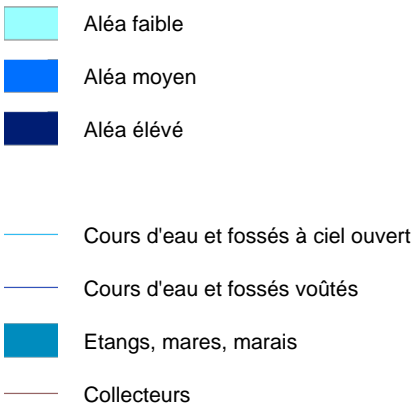 Aléa faible
Aléa moyen
Aléa élévé
Cours d'eau et fossés à ciel ouvert
Cours d'eau et fossés voûtés
Etangs, mares, marais
Collecteurs